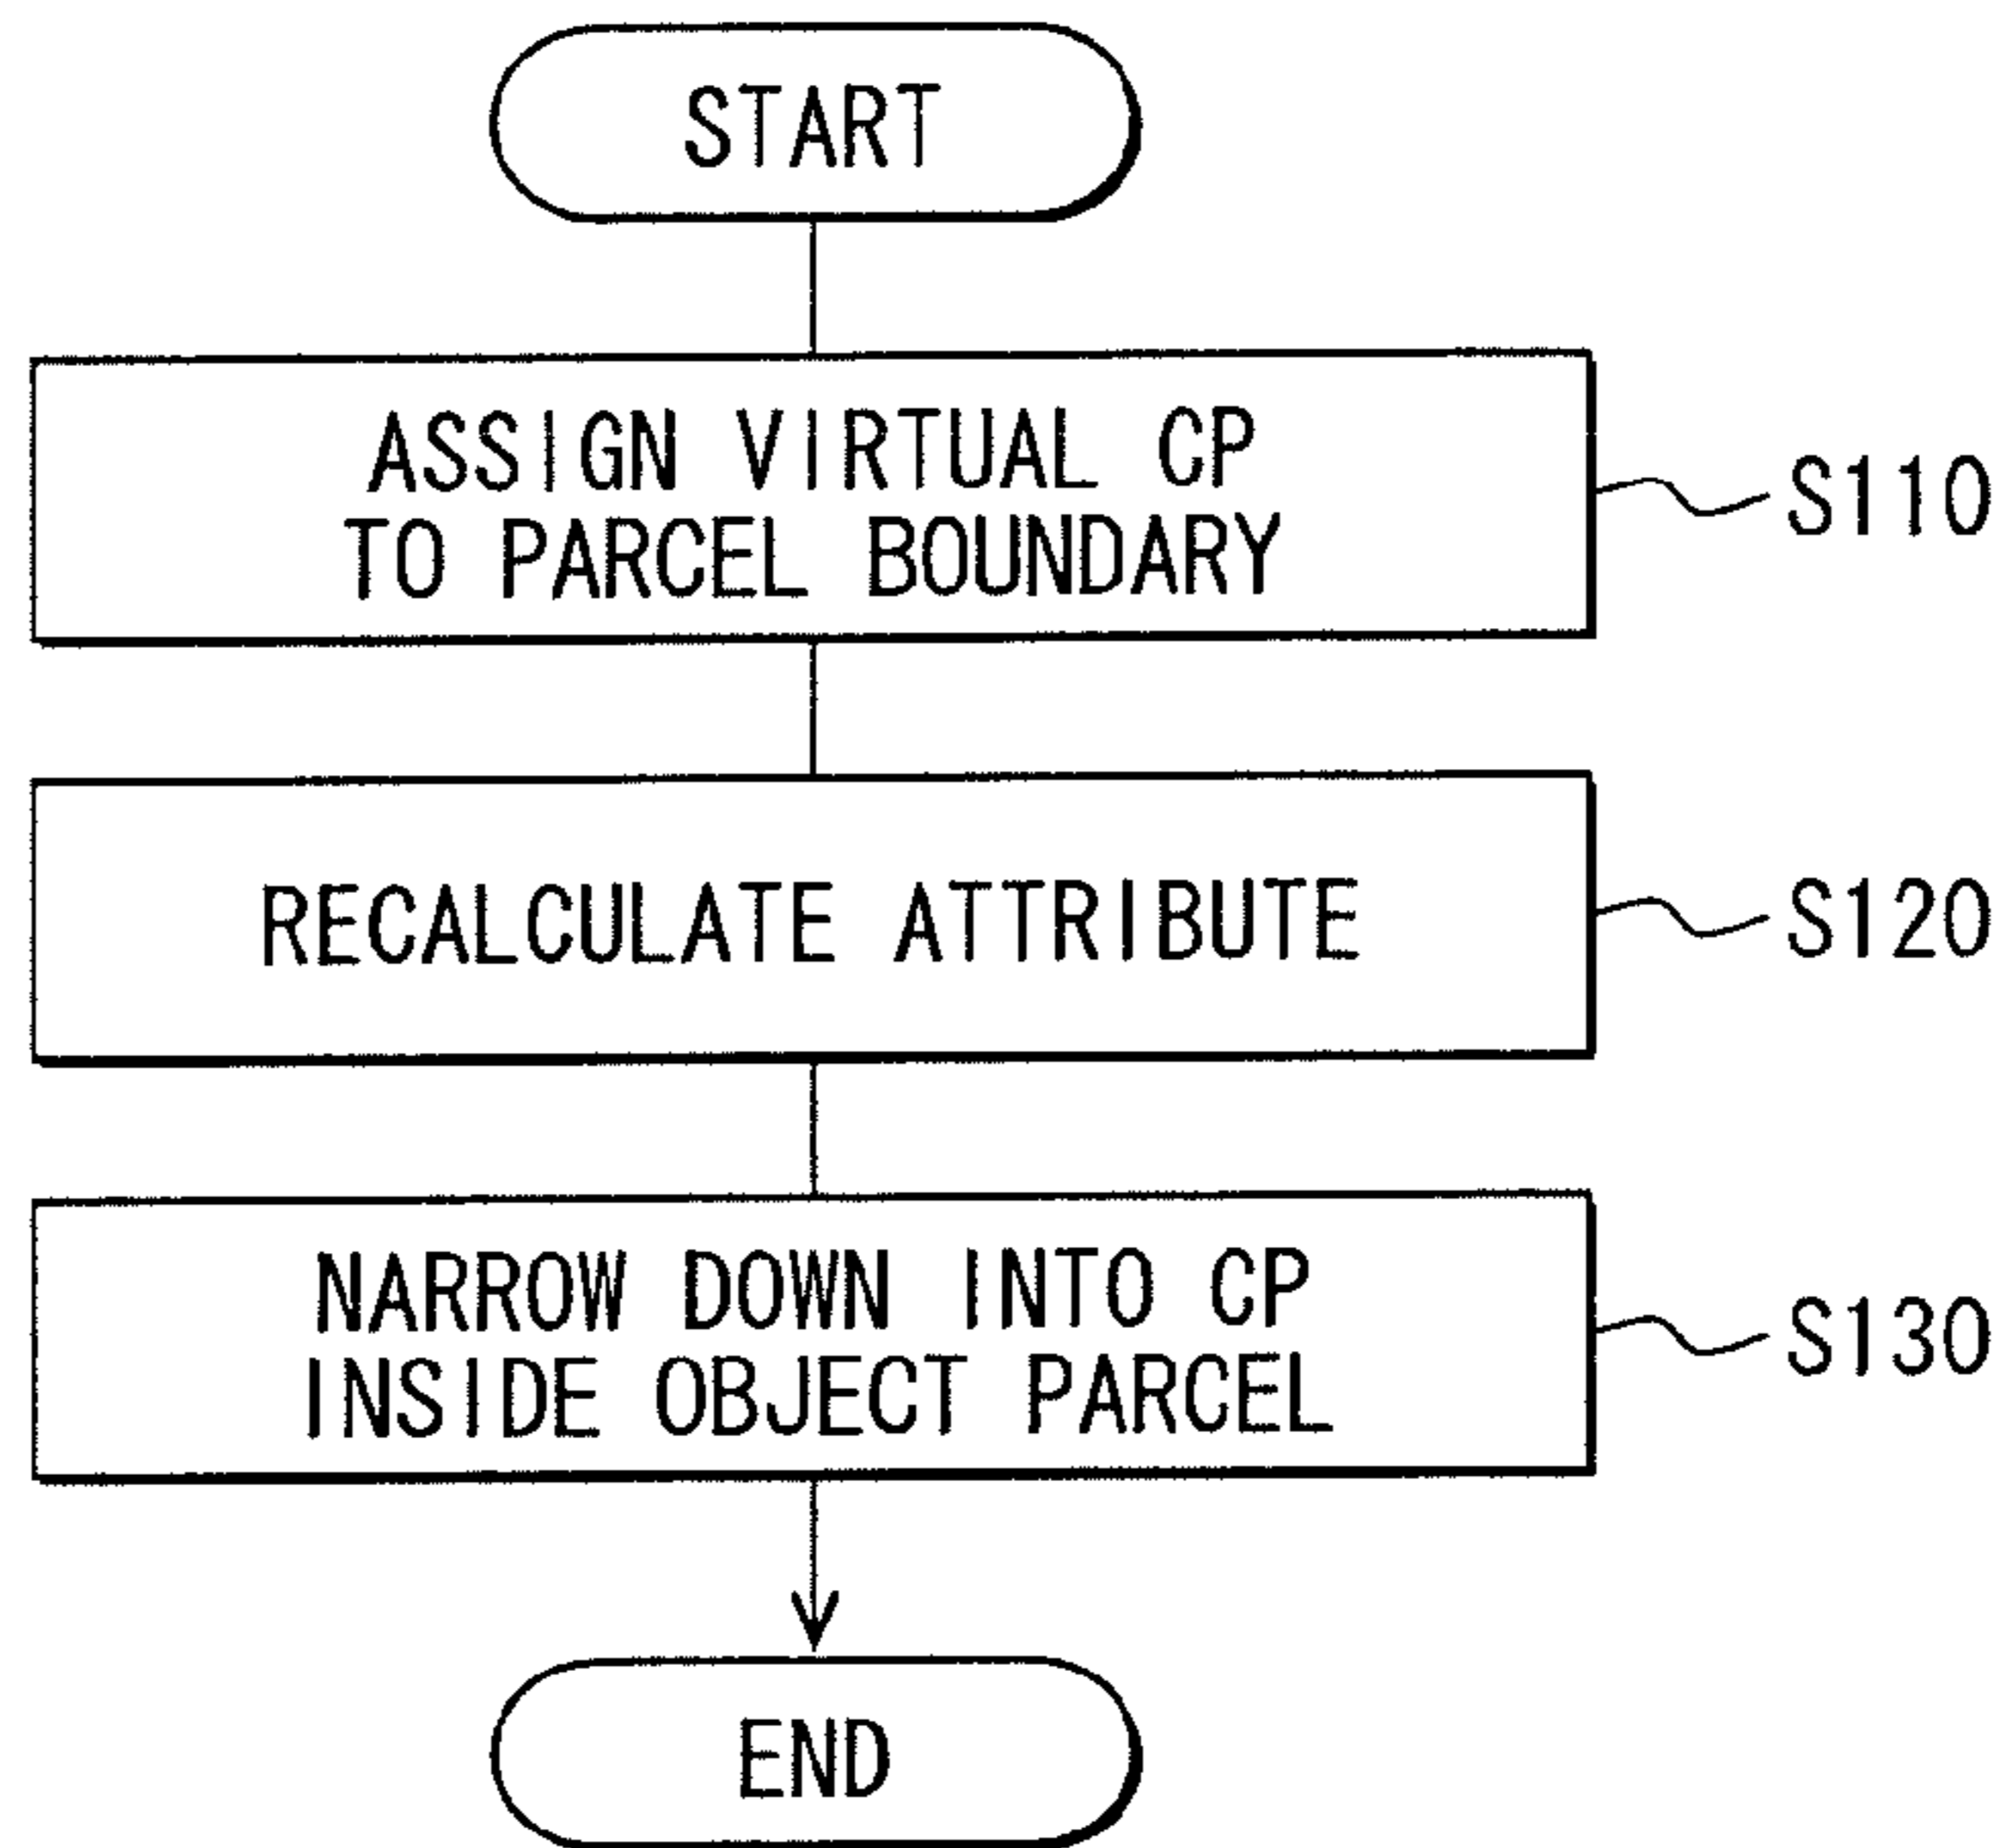 START
ASSIGN VIRTUAL CP
TO PARCEL BOUNDARY
S110
RECALCULATE ATTRIBUTE
S120
NARROW DOWN INTO CP
INSIDE OBJECT PARCEL
S130
END